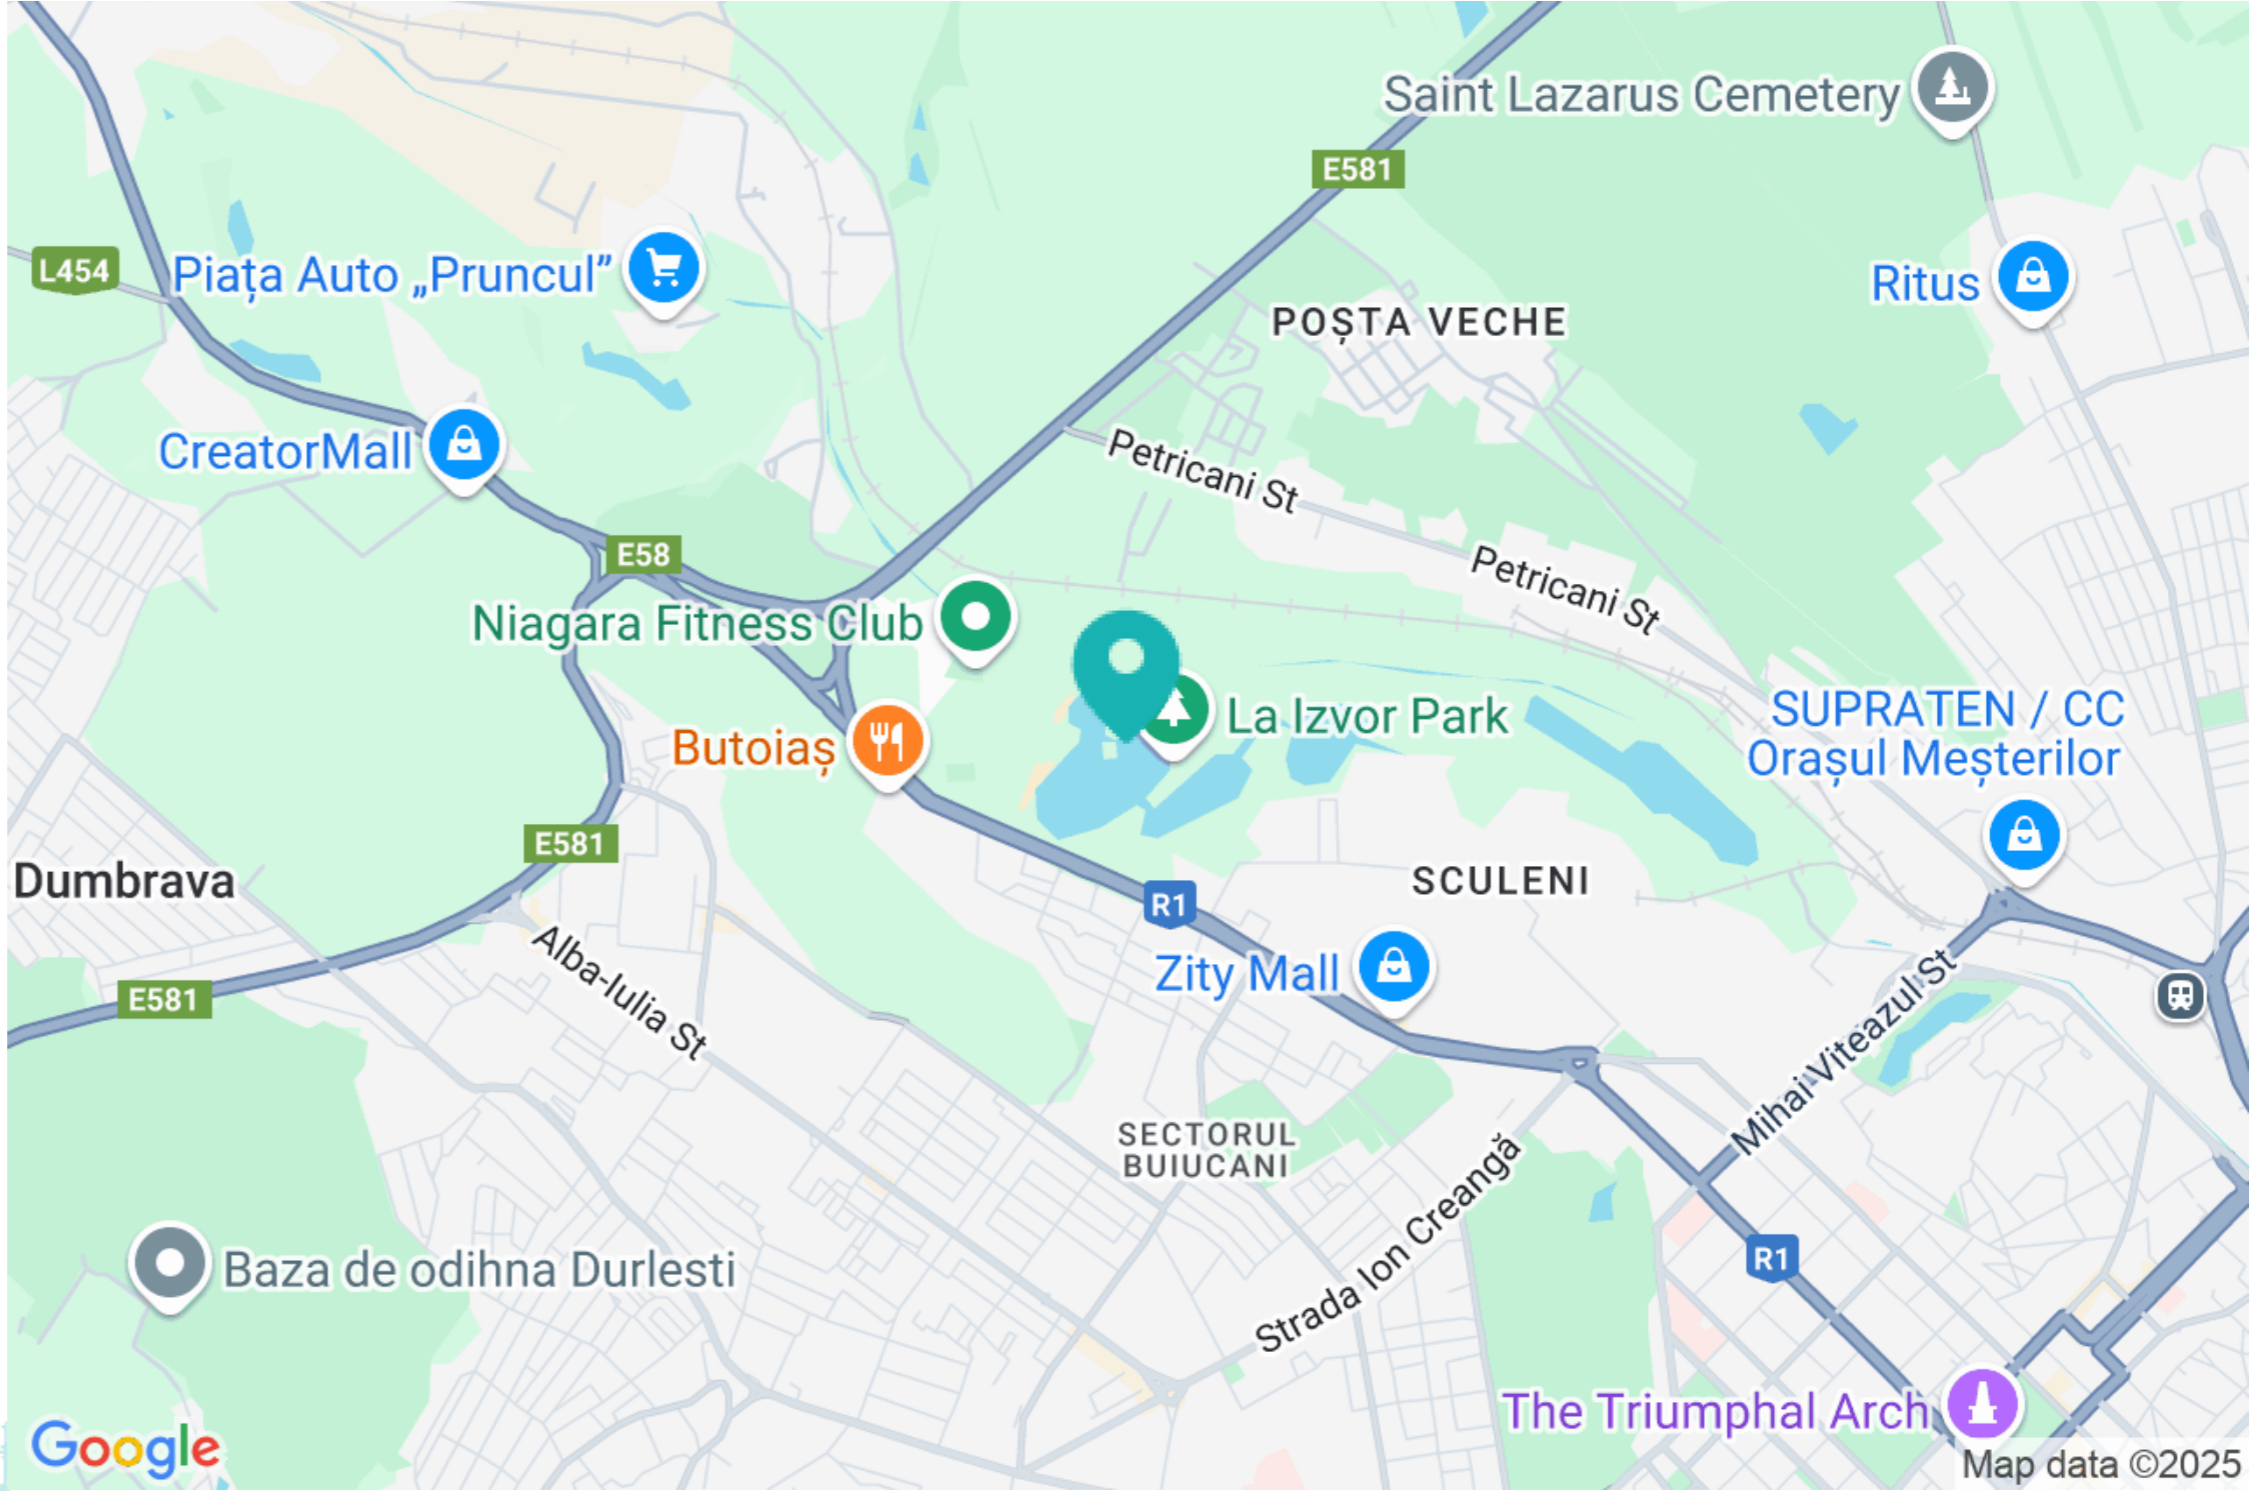 Saint Lazarus Cemetery
E581
L454
Piața Auto „Pruncul”
Ritus
POȘTA VECHE
CreatorMall
Petricani St
E58
Petricani St
Niagara Fitness Club
La Izvor Park
SUPRATEN / CC
Orașul Meșterilor
Butoiaș
E581
Dumbrava
SCULENI
R1
Alba-Iulia St
Zity Mall
E581
Mihai Viteazul St
SECTORUL
BUIUCANI
Strada Ion Creangă
Baza de odihna Durlesti
R1
The Triumphal Arch
Google
Map data ©2025